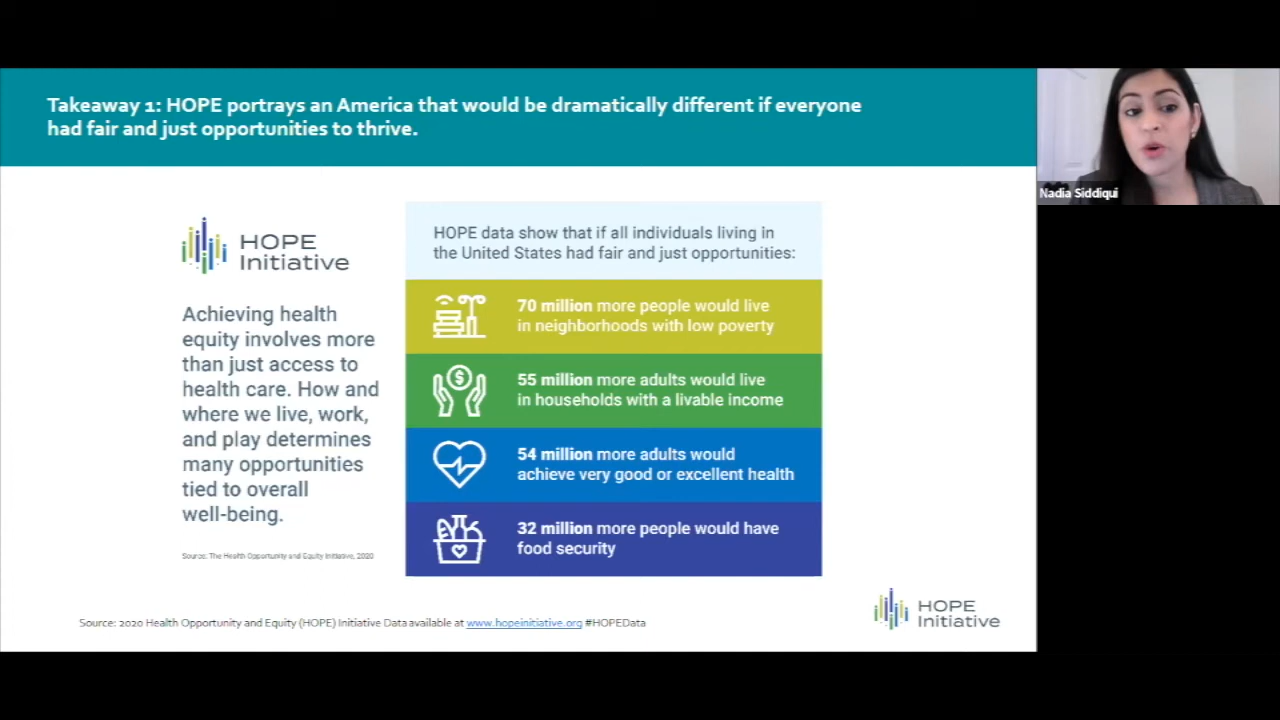 Takeaway 1: HOPE portrays an America that would be dramatically different if everyone
had fair and just opportunities to thrive.
Nadia Siddiqui
HOPE
Initiative
Achieving health
equity involves more
than just access to
health care. How and
where we live, work,
and play determines
many opportunities
tied to overall
well-being.
Source: The Health Opportunity and Equity Initiative, 2020
HOPE data show that if all individuals living in
the United States had fair and just opportunities:
70 million more people would live
in neighborhoods with low poverty
$
55 million more adults would live
in households with a livable income
54 million more adults would
achieve very good or excellent health
32 million more people would have
food security
HOPE
Initiative
Source: 2020 Health Opportunity and Equity (HOPE) Initiative Data available at www.hopeinitiative.org #HOPEData